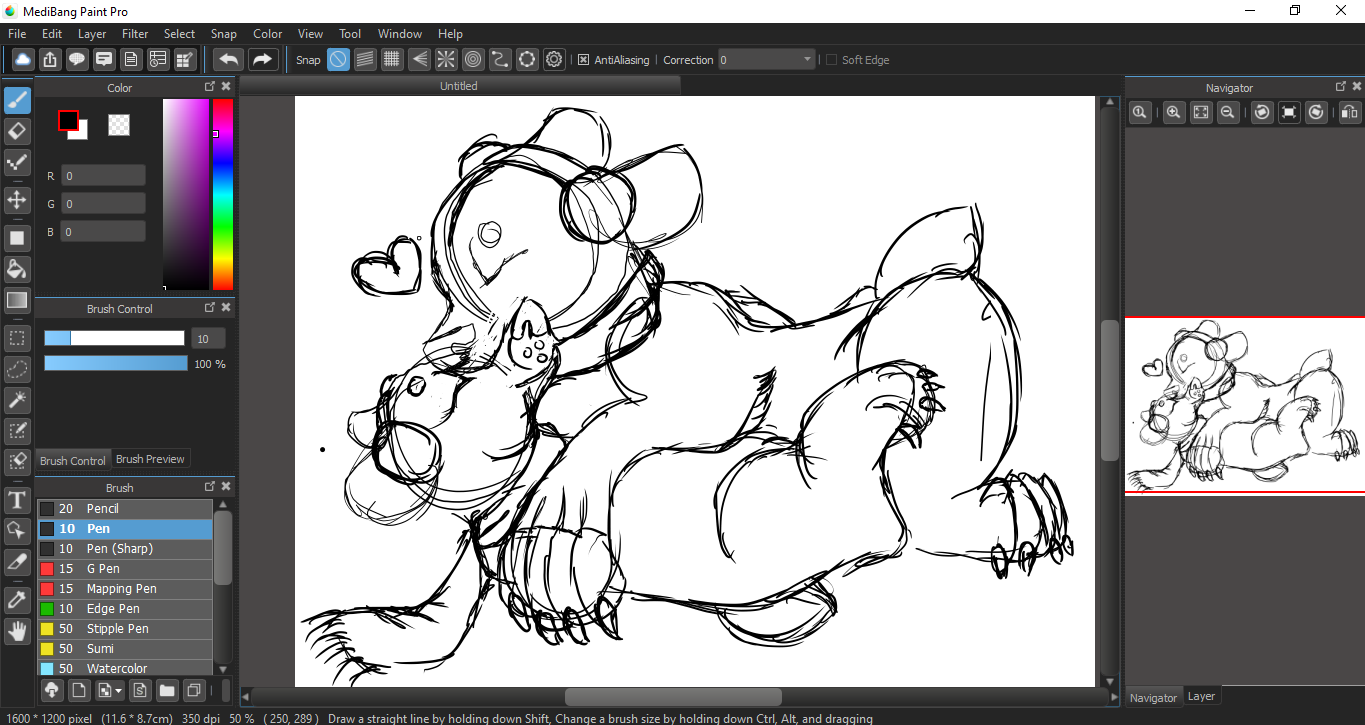 MediBang Paint Pro
File Edit Layer Filter Select Snap Color View Tool Window Help
Snap AntiAliasing Correction 0 Soft Edge
Color
Untitled
Navigator
R 0
G 0
B 0
Brush Control
10
100 %
Brush Control Brush Preview
Brush
20 Pencil
10 Pen
10 Pen (Sharp)
15 G Pen
15 Mapping Pen
10 Edge Pen
50 Stipple Pen
50 Sumi
50 Watercolor
Navigator Layer
1600 * 1200 pixel (11.6 * 8.7cm) 350 dpi 50 % ( 250, 289 ) Draw a straight line by holding down Shift, Change a brush size by holding down Ctrl, Alt, and dragging